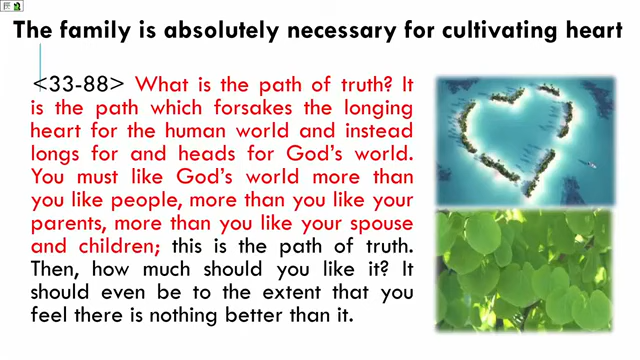 The family is absolutely necessary for cultivating heart
<33-88> What is the path of truth? It
is the path which forsakes the longing
heart for the human world and instead
longs for and heads for God's world.
You must like God's world more than
you like people, more than you like your
parents, more than you like your spouse
and children; this is the path of truth.
Then, how much should you like it? It
should even be to the extent that you
feel there is nothing better than it.